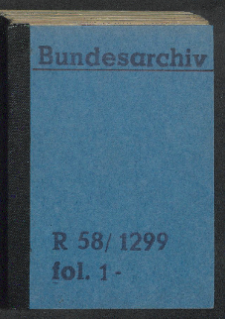 Bundesarchiv
R 58/1299
fol. 1-